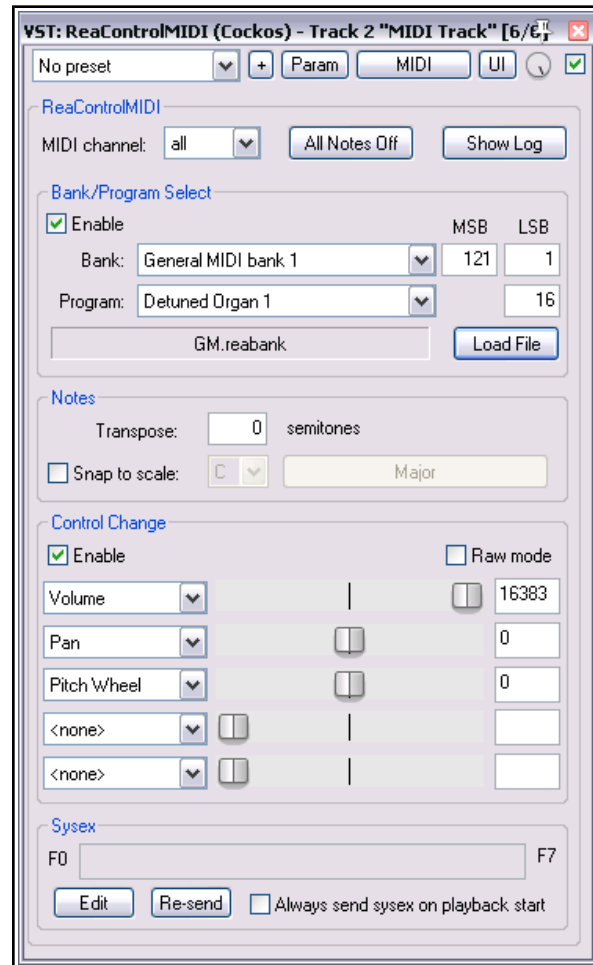 VST: ReaControlMIDI (Cockos) - Track 2 "MIDI Track" [6/6]
No preset + Param MIDI UI
ReaControlMIDI
MIDI channel: all All Notes Off Show Log
Bank/Program Select
Enable MSB LSB
Bank: General MIDI bank 1 121 1
Program: Detuned Organ 1 16
GM.reabank Load File
Notes
Transpose: 0 semitones
Snap to scale: C Major
Control Change
Enable Raw mode
Volume 16383
Pan 0
Pitch Wheel 0
<none>
<none>
Sysex
F0 F7
Edit Re-send Always send sysex on playback start